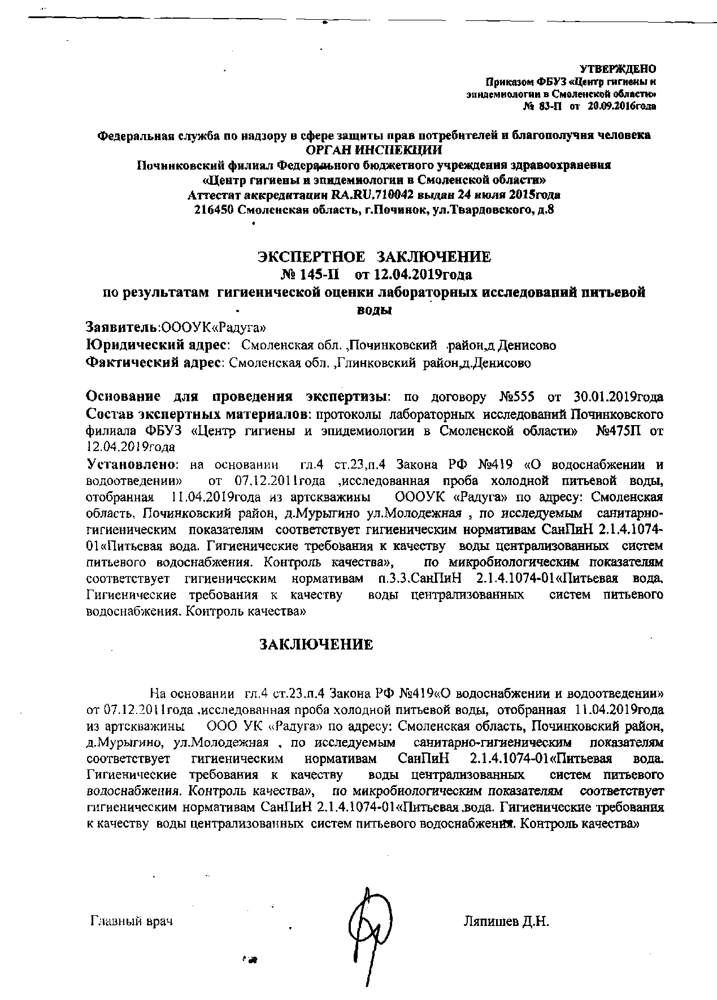 УТВЕРЖДЕНО
Приказом ФБУЗ «Центр гигиены и
эпидемиологии в Смоленской области»
№ 83-П от 20.09.2016года
Федеральная служба по надзору в сфере защиты прав потребителей и благополучия человека
ОРГАН ИНСПЕКЦИИ
Починковский филиал Федерального бюджетного учреждения здравоохранения
«Центр гигиены и эпидемиологии в Смоленской области»
Аттестат аккредитации RA.RU.710042 выдан 24 июля 2015года
216450 Смоленская область, г.Починок, ул.Твардовского, д.8
ЭКСПЕРТНОЕ ЗАКЛЮЧЕНИЕ
№ 145-П от 12.04.2019года
по результатам гигиенической оценки лабораторных исследований питьевой
воды
Заявитель:ОООУК«Радуга»
Юридический адрес: Смоленская обл. ,Починковский .район,д Денисово
Фактический адрес: Смоленская обл. ,Глинковский район,д.Денисово
Основание для проведения экспертизы: по договору №555 от 30.01.2019года
Состав экспертных материалов: протоколы лабораторных исследований Починковского
филиала ФБУЗ «Центр гигиены и эпидемиологии в Смоленской области» №475П от
12.04.2019года
Установлено: на основании гл.4 ст.23,п.4 Закона РФ №419 «О водоснабжении и
водоотведении» от 07.12.2011года ,исследованная проба холодной питьевой воды,
отобранная 11.04.2019года из артскважины ОООУК «Радуга» по адресу: Смоленская
область, Починковский район, д.Мурыгино ул.Молодежная , по исследуемым санитарно-
гигиеническим показателям соответствует гигиеническим нормативам СанПиН 2.1.4.1074-
01«Питьевая вода. Гигиенические требования к качеству воды централизованных систем
питьевого водоснабжения. Контроль качества», по микробиологическим показателям
соответствует гигиеническим нормативам п.3.3.СанПиН 2.1.4.1074-01«Питьевая вода.
Гигиенические требования к качеству воды централизованных систем питьевого
водоснабжения. Контроль качества»
ЗАКЛЮЧЕНИЕ
На основании гл.4 ст.23.п.4 Закона РФ №419«О водоснабжении и водоотведении»
от 07.12.2011года ,исследованная проба холодной питьевой воды, отобранная 11.04.2019года
из артскважины ООО УК «Радуга» по адресу: Смоленская область, Починковский район,
д.Мурыгино, ул.Молодежная , по исследуемым санитарно-гигиеническим показателям
соответствует гигиеническим нормативам СанПиН 2.1.4.1074-01«Питьевая вода.
Гигиенические требования к качеству воды централизованных систем питьевого
водоснабжения. Контроль качества», по микробиологическим показателям соответствует
гигиеническим нормативам СанПиН 2.1.4.1074-01«Питьевая .вода. Гигиенические требования
к качеству воды централизованных систем питьевого водоснабжения. Контроль качества»
Главный врач Ляпишев Д.Н.